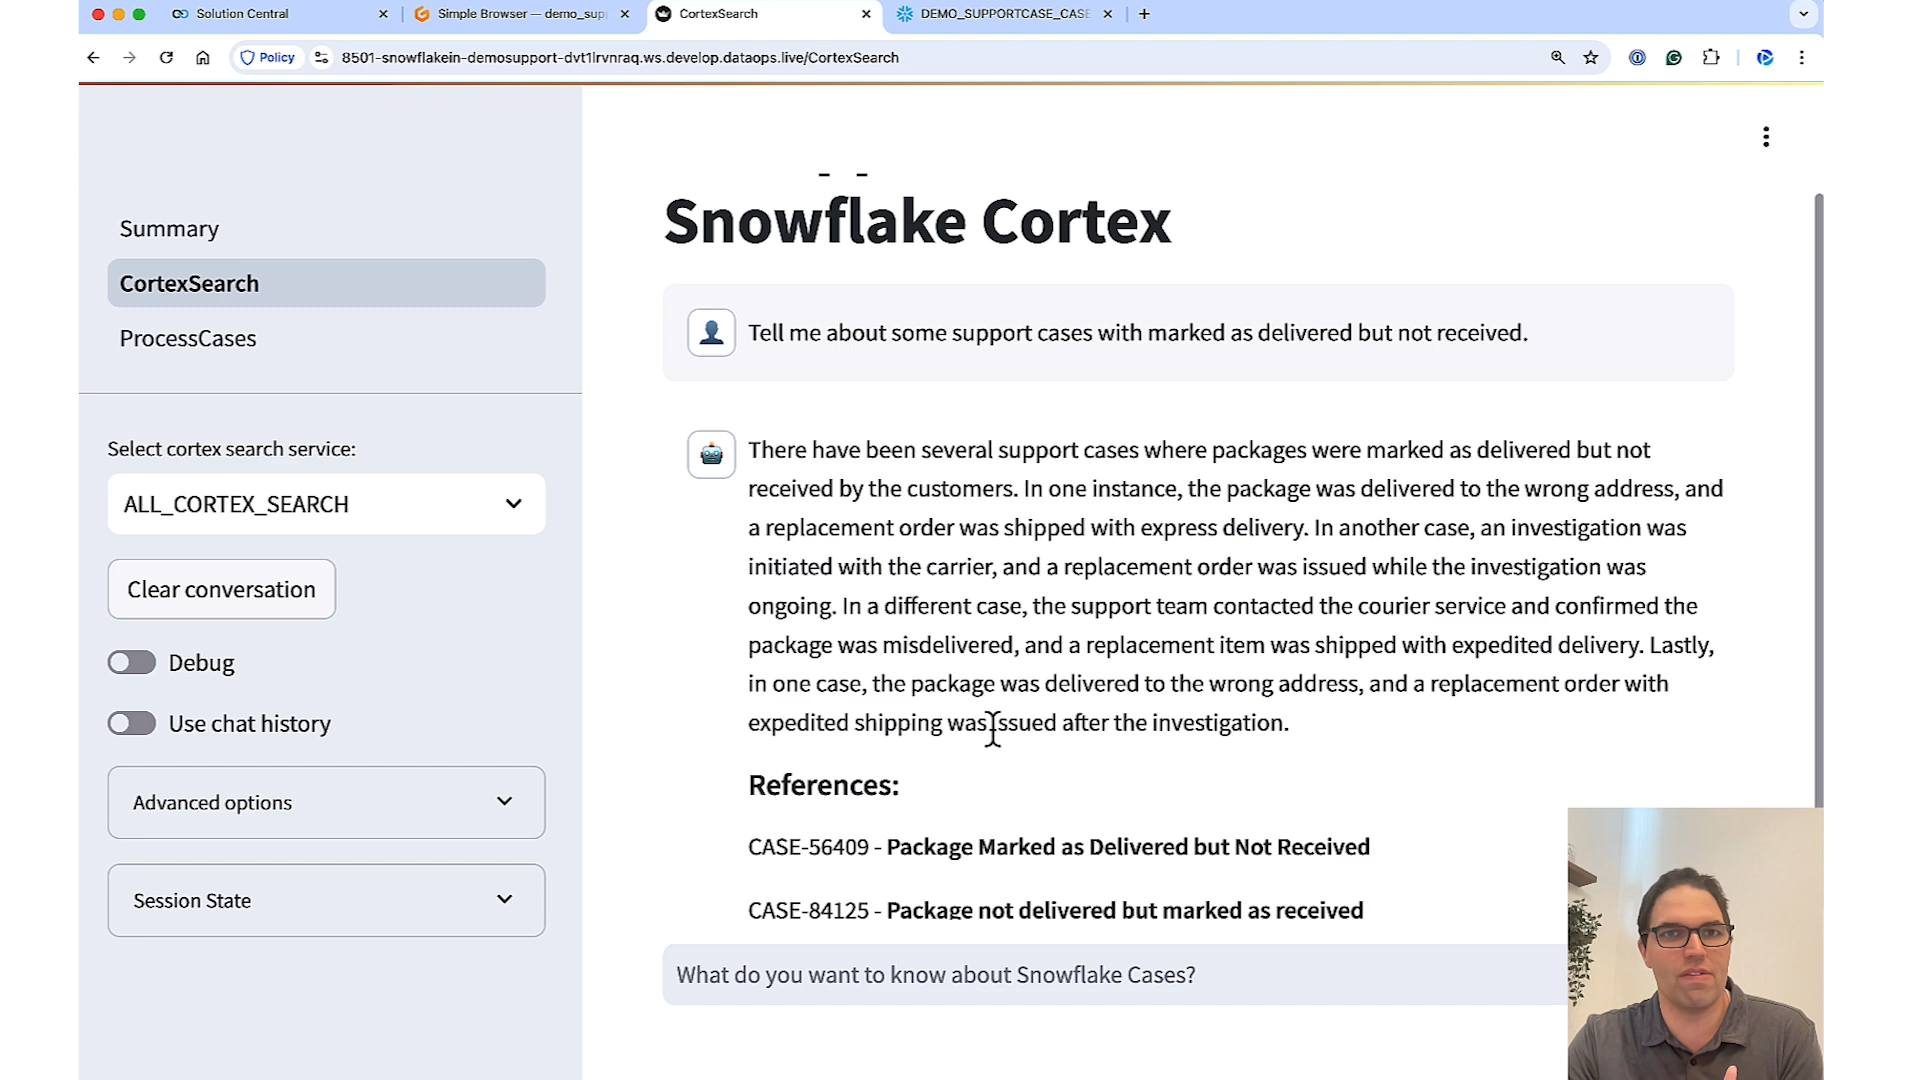 Solution Central
Simple Browser — demo_sup
CortexSearch
DEMO_SUPPORTCASE_CASE
Policy
8501-snowflakein-demosupport-dvt1lrvnraq.ws.develop.dataops.live/CortexSearch
Summary
CortexSearch
ProcessCases
Select cortex search service:
ALL_CORTEX_SEARCH
Clear conversation
Debug
Use chat history
Advanced options
Session State
Snowflake Cortex
Tell me about some support cases with marked as delivered but not received.
There have been several support cases where packages were marked as delivered but not
received by the customers. In one instance, the package was delivered to the wrong address, and
a replacement order was shipped with express delivery. In another case, an investigation was
initiated with the carrier, and a replacement order was issued while the investigation was
ongoing. In a different case, the support team contacted the courier service and confirmed the
package was misdelivered, and a replacement item was shipped with expedited delivery. Lastly,
in one case, the package was delivered to the wrong address, and a replacement order with
expedited shipping was issued after the investigation.
References:
CASE-56409 - Package Marked as Delivered but Not Received
CASE-84125 - Package not delivered but marked as received
What do you want to know about Snowflake Cases?